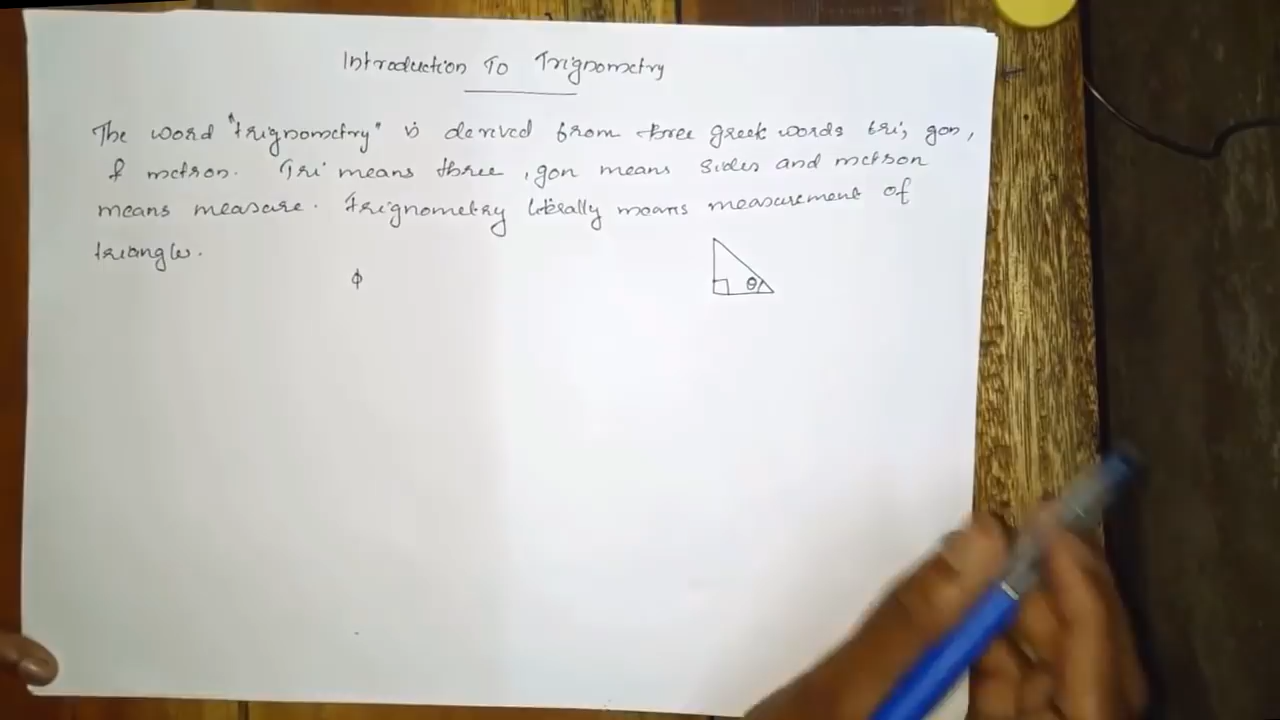 Introduction To Trignometry
The word "trignometry" is derived from three greek words tri, gon,
& metron. Tri means three, gon means sides and metron
means measure. Trignometry literally means measurement of
triangle.
ϕ
θ